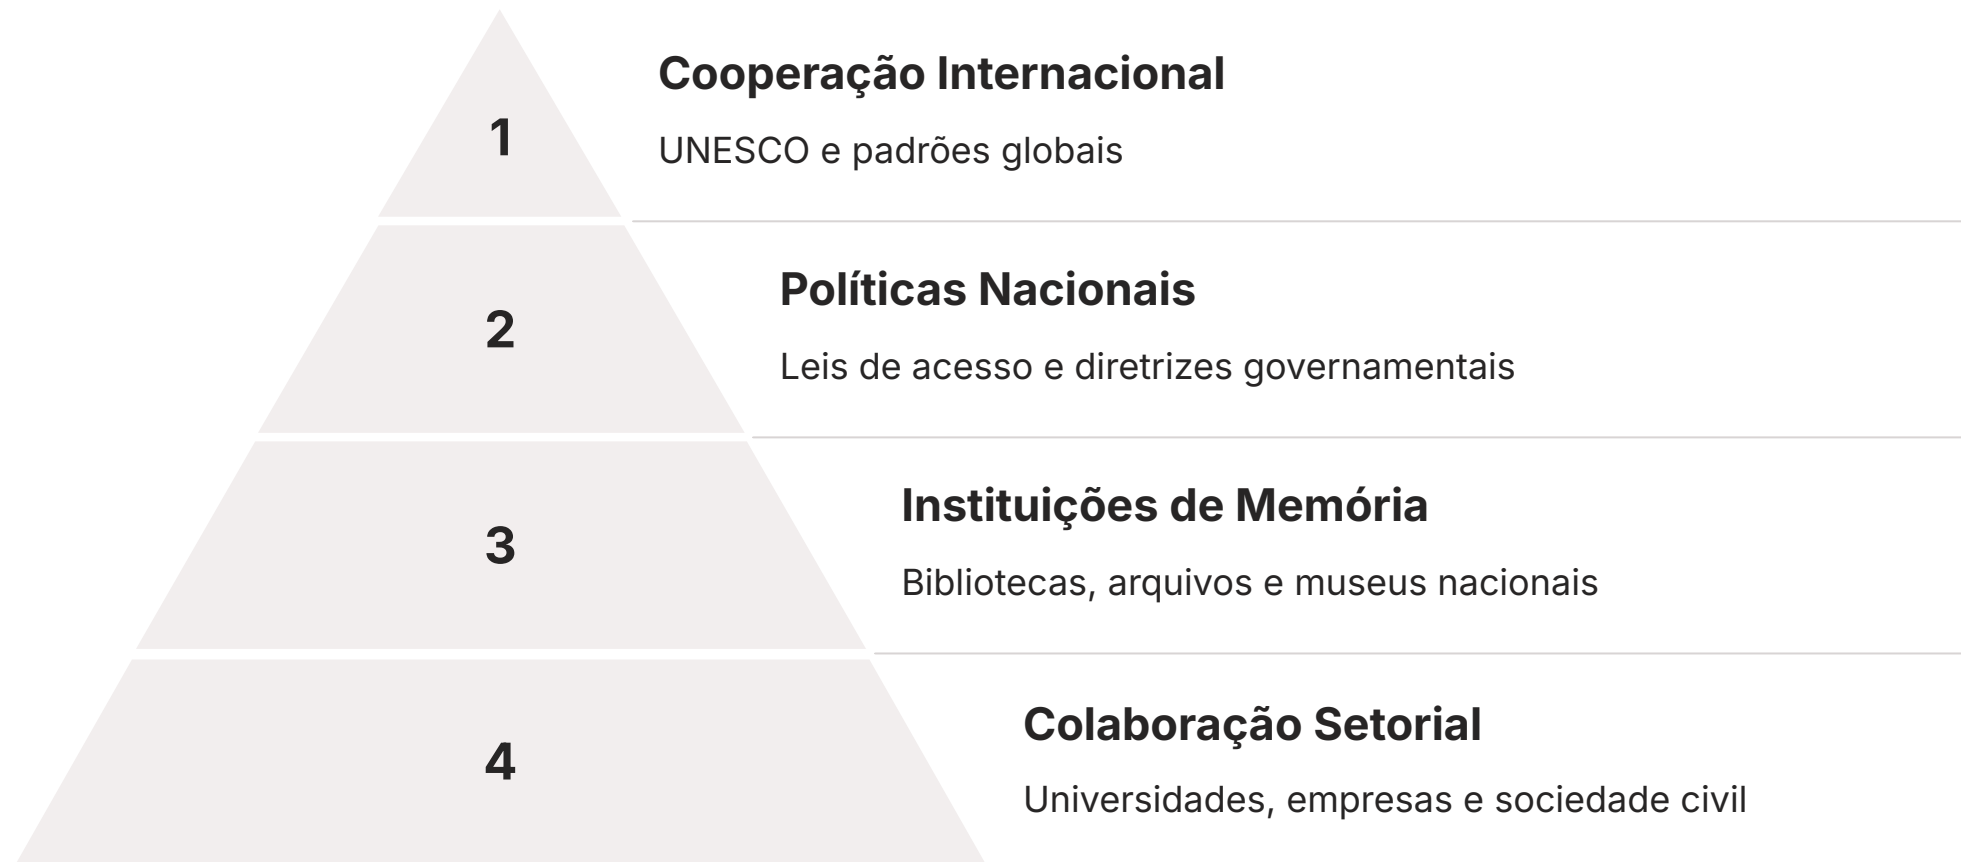 1
Cooperação Internacional
UNESCO e padrões globais
2
Políticas Nacionais
Leis de acesso e diretrizes governamentais
3
Instituições de Memória
Bibliotecas, arquivos e museus nacionais
4
Colaboração Setorial
Universidades, empresas e sociedade civil